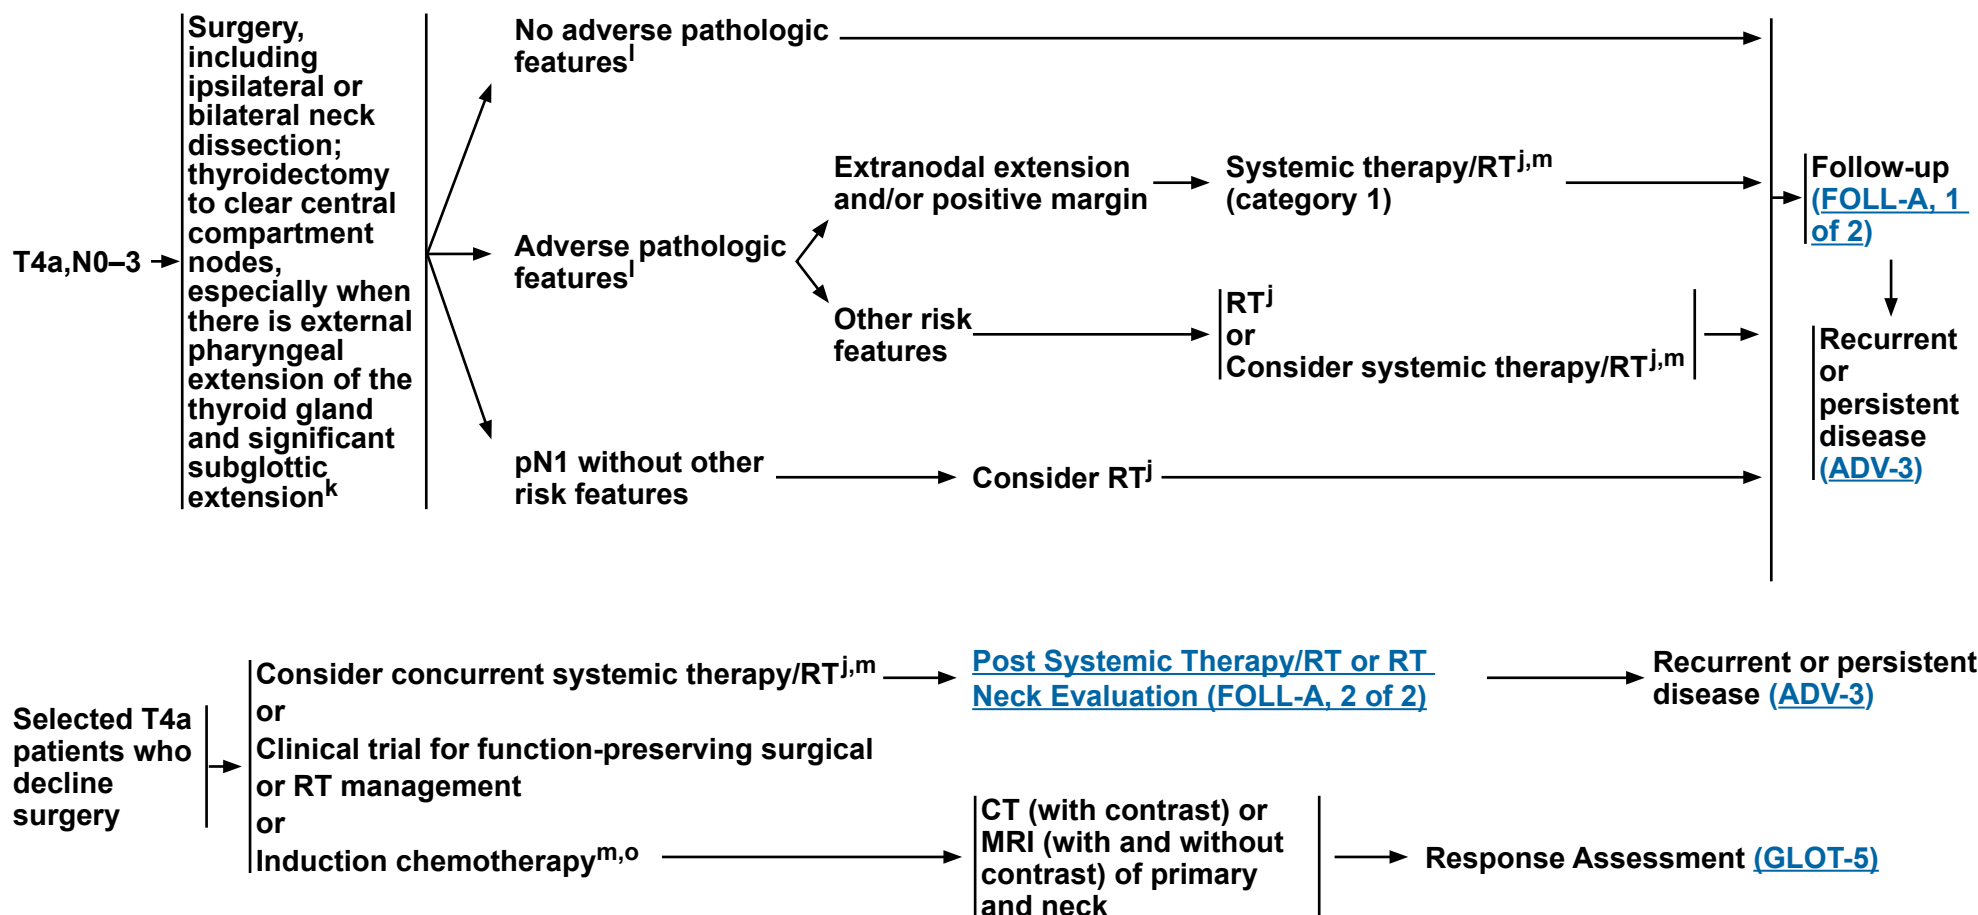 T4a,N0–3
Surgery,
including
ipsilateral or
bilateral neck
dissection;
thyroidectomy
to clear central
compartment
nodes,
especially when
there is external
pharyngeal
extension of the
thyroid gland
and significant
subglottic
extensionk
No adverse pathologic
featuresl
Adverse pathologic
featuresl
Extranodal extension
and/or positive margin
Systemic therapy/RTj,m
(category 1)
Other risk
features
RTj
or
Consider systemic therapy/RTj,m
pN1 without other
risk features
Consider RTj
Follow-up
(FOLL-A, 1
of 2)
Recurrent
or
persistent
disease
(ADV-3)
Selected T4a
patients who
decline
surgery
Consider concurrent systemic therapy/RTj,m
or
Clinical trial for function-preserving surgical
or RT management
or
Induction chemotherapym,o
Post Systemic Therapy/RT or RT
Neck Evaluation (FOLL-A, 2 of 2)
Recurrent or persistent
disease (ADV-3)
CT (with contrast) or
MRI (with and without
contrast) of primary
and neck
Response Assessment (GLOT-5)